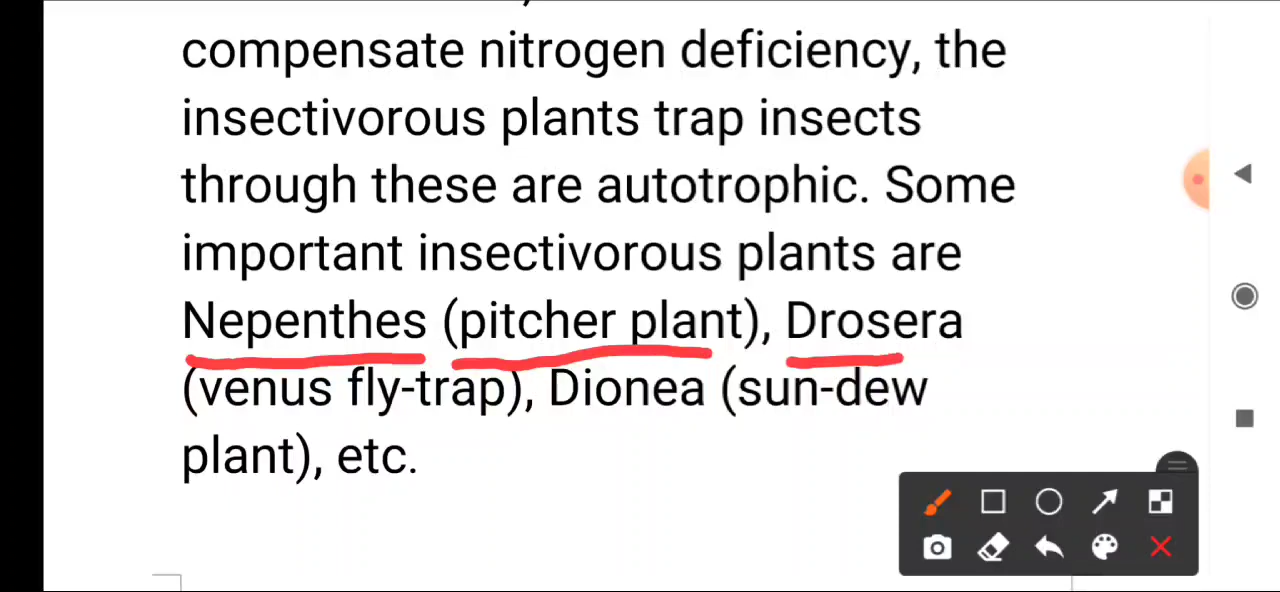 compensate nitrogen deficiency, the
insectivorous plants trap insects
through these are autotrophic. Some
important insectivorous plants are
Nepenthes (pitcher plant), Drosera
(venus fly-trap), Dionea (sun-dew
plant), etc.